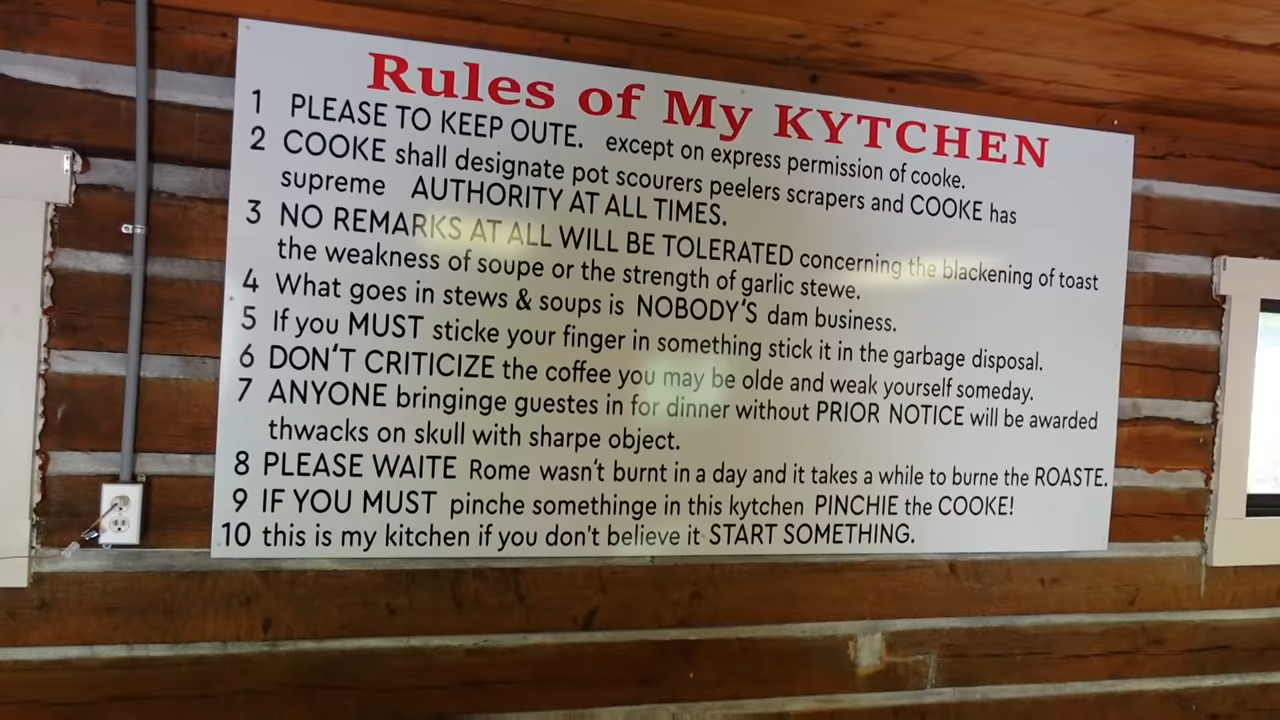 Rules of My KYTCHEN
1 PLEASE TO KEEP OUTE. except on express permission of cooke.
2 COOKE shall designate pot scourers peelers scrapers and COOKE has
supreme AUTHORITY AT ALL TIMES.
3 NO REMARKS AT ALL WILL BE TOLERATED concerning the blackening of toast
the weakness of soupe or the strength of garlic stewe.
4 What goes in stews & soups is NOBODY'S dam business.
5 If you MUST sticke your finger in something stick it in the garbage disposal.
6 DON'T CRITICIZE the coffee you may be olde and weak yourself someday.
7 ANYONE bringinge guestes in for dinner without PRIOR NOTICE will be awarded
thwacks on skull with sharpe object.
8 PLEASE WAITE Rome wasn't burnt in a day and it takes a while to burne the ROASTE.
9 IF YOU MUST pinche somethinge in this kytchen PINCHIE the COOKE!
10 this is my kitchen if you don't believe it START SOMETHING.